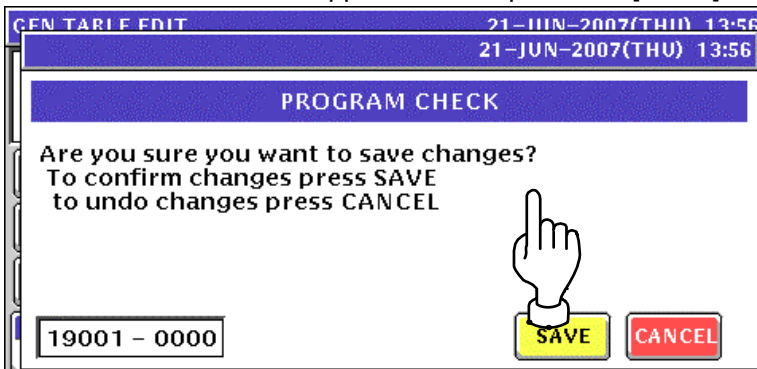 GEN TABLE EDIT 21-JUN-2007(THU) 13:56
21-JUN-2007(THU) 13:56
PROGRAM CHECK
Are you sure you want to save changes?
To confirm changes press SAVE
to undo changes press CANCEL
19001 - 0000
SAVE CANCEL